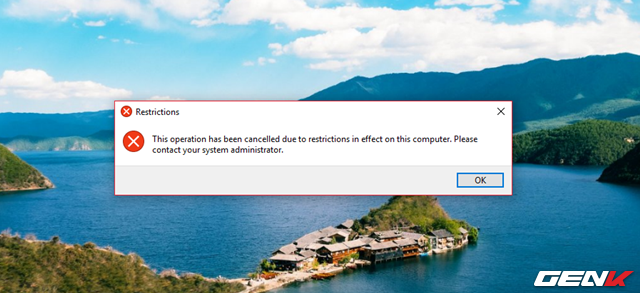 Restrictions
This operation has been cancelled due to restrictions in effect on this computer. Please
contact your system administrator.
OK
GENK